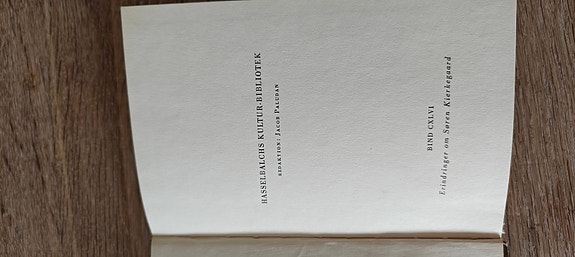 HASSELBALCHS KULTUR-BIBLIOTEK
REDAKTION: JACOB PALUDAN
BIND CXLVI
Erindringer om Søren Kierkegaard